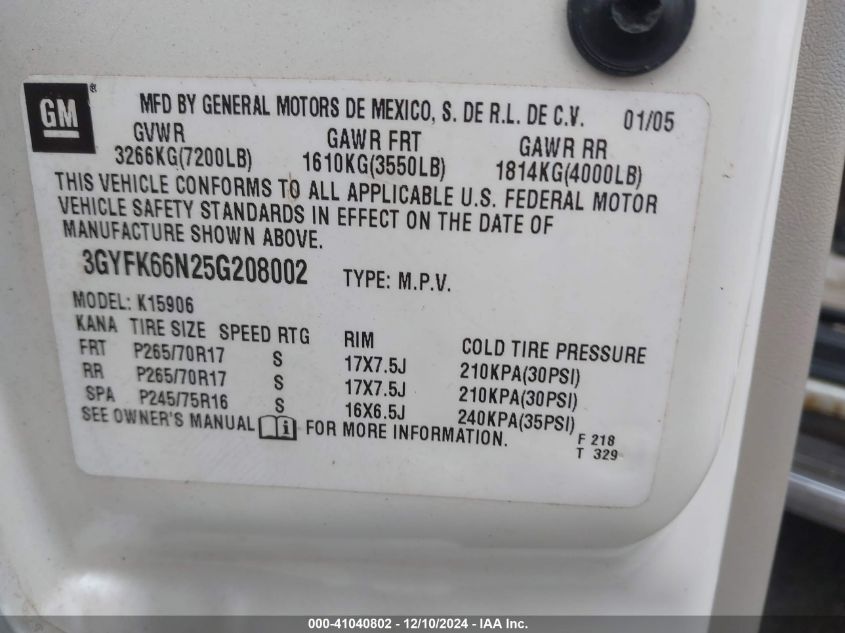 GM®
MFD BY GENERAL MOTORS DE MEXICO, S. DE R.L. DE C.V. 01/05
GVWR GAWR FRT GAWR RR
3266KG(7200LB) 1610KG(3550LB) 1814KG(4000LB)
THIS VEHICLE CONFORMS TO ALL APPLICABLE U.S. FEDERAL MOTOR
VEHICLE SAFETY STANDARDS IN EFFECT ON THE DATE OF
MANUFACTURE SHOWN ABOVE.
3GYFK66N25G208002 TYPE: M.P.V.
MODEL: K15906
KANA TIRE SIZE SPEED RTG RIM COLD TIRE PRESSURE
FRT P265/70R17 S 17X7.5J 210KPA(30PSI)
RR P265/70R17 S 17X7.5J 210KPA(30PSI)
SPA P245/75R16 S 16X6.5J 240KPA(35PSI)
SEE OWNER'S MANUAL i FOR MORE INFORMATION.
F 218
T 329
000-41040802 - 12/10/2024 - IAA Inc.